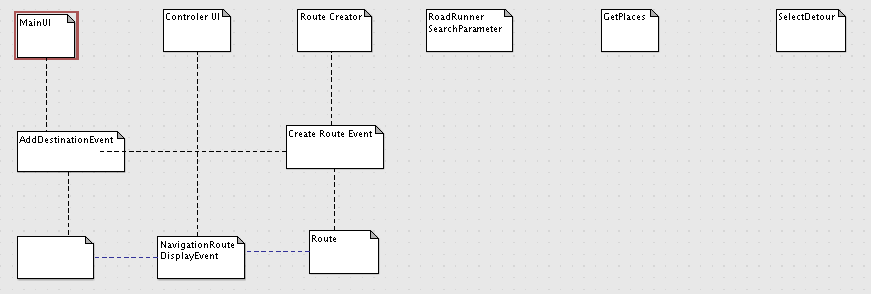 MainUI
Controler UI
Route Creator
RoadRunner
SearchParameter
GetPlaces
SelectDetour
AddDestinationEvent
Create Route Event
NavigationRoute
DisplayEvent
Route